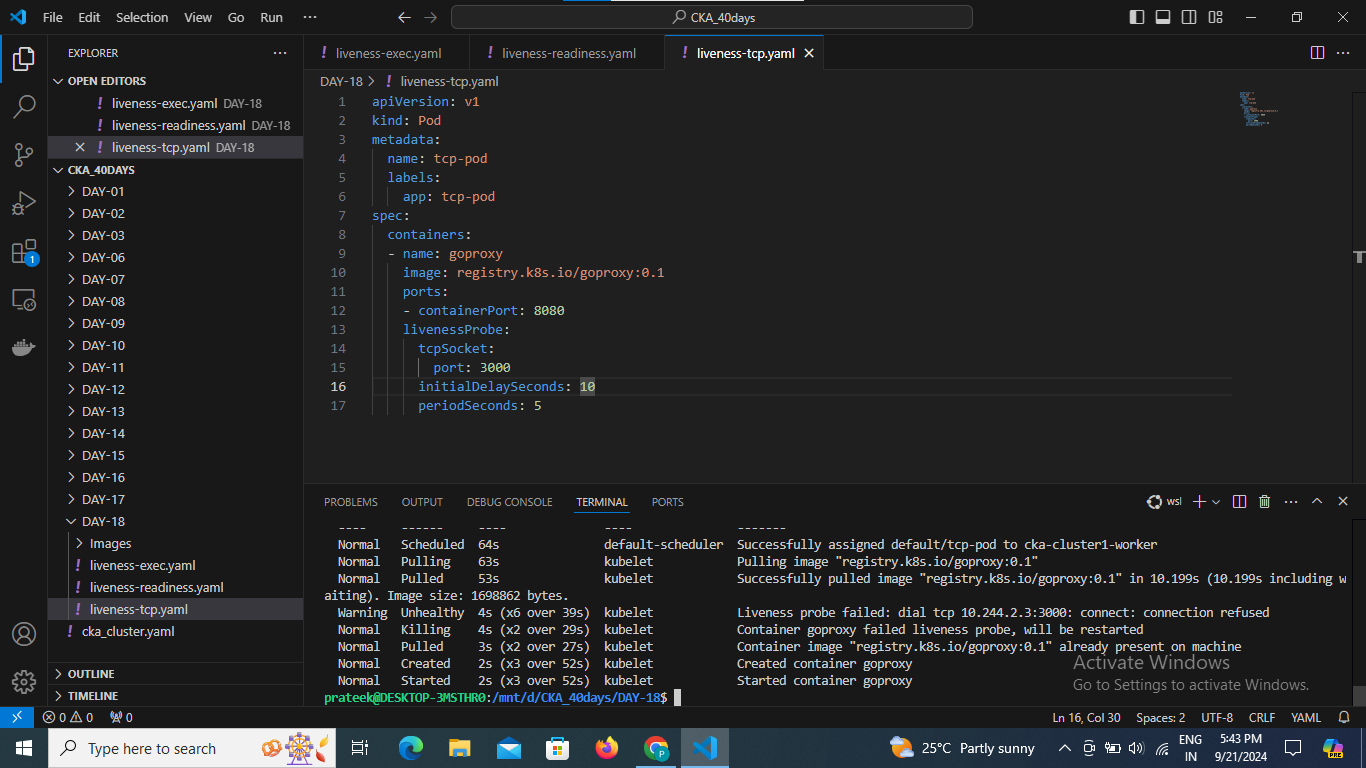 File Edit Selection View Go Run ··· CKA_40days
EXPLORER ···
OPEN EDITORS
! liveness-exec.yaml DAY-18
! liveness-readiness.yaml DAY-18
! liveness-tcp.yaml DAY-18
CKA_40DAYS
DAY-01
DAY-02
DAY-03
DAY-06
DAY-07
DAY-08
DAY-09
DAY-10
DAY-11
DAY-12
DAY-13
DAY-14
DAY-15
DAY-16
DAY-17
DAY-18
Images
! liveness-exec.yaml
! liveness-readiness.yaml
! liveness-tcp.yaml
! cka_cluster.yaml
OUTLINE
TIMELINE
1
! liveness-exec.yaml ! liveness-readiness.yaml ! liveness-tcp.yaml
DAY-18 > ! liveness-tcp.yaml
1 apiVersion: v1
2 kind: Pod
3 metadata:
4 name: tcp-pod
5 labels:
6 app: tcp-pod
7 spec:
8 containers:
9 - name: goproxy
10 image: registry.k8s.io/goproxy:0.1
11 ports:
12 - containerPort: 8080
13 livenessProbe:
14 tcpSocket:
15 port: 3000
16 initialDelaySeconds: 10
17 periodSeconds: 5
PROBLEMS OUTPUT DEBUG CONSOLE TERMINAL PORTS wsl
---- ------ ---- ---- -------
Normal Scheduled 64s default-scheduler Successfully assigned default/tcp-pod to cka-cluster1-worker
Normal Pulling 63s kubelet Pulling image "registry.k8s.io/goproxy:0.1"
Normal Pulled 53s kubelet Successfully pulled image "registry.k8s.io/goproxy:0.1" in 10.199s (10.199s including w
aiting). Image size: 1698862 bytes.
Warning Unhealthy 4s (x6 over 39s) kubelet Liveness probe failed: dial tcp 10.244.2.3:3000: connect: connection refused
Normal Killing 4s (x2 over 29s) kubelet Container goproxy failed liveness probe, will be restarted
Normal Pulled 3s (x2 over 27s) kubelet Container image "registry.k8s.io/goproxy:0.1" already present on machine
Normal Created 2s (x3 over 52s) kubelet Created container goproxy
Normal Started 2s (x3 over 52s) kubelet Started container goproxy
prateek@DESKTOP-3MSTHR0:/mnt/d/CKA_40days/DAY-18$
Activate Windows
Go to Settings to activate Windows.
0 0 0 Ln 16, Col 30 Spaces: 2 UTF-8 CRLF YAML
Type here to search
25°C Partly sunny
ENG
IN
5:43 PM
9/21/2024
PRE